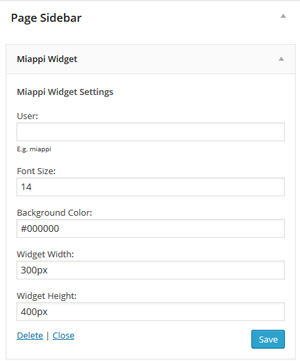 Page Sidebar
Miappi Widget
Miappi Widget Settings
User:
E.g. miappi
Font Size:
14
Background Color:
#000000
Widget Width:
300px
Widget Height:
400px
Delete | Close
Save